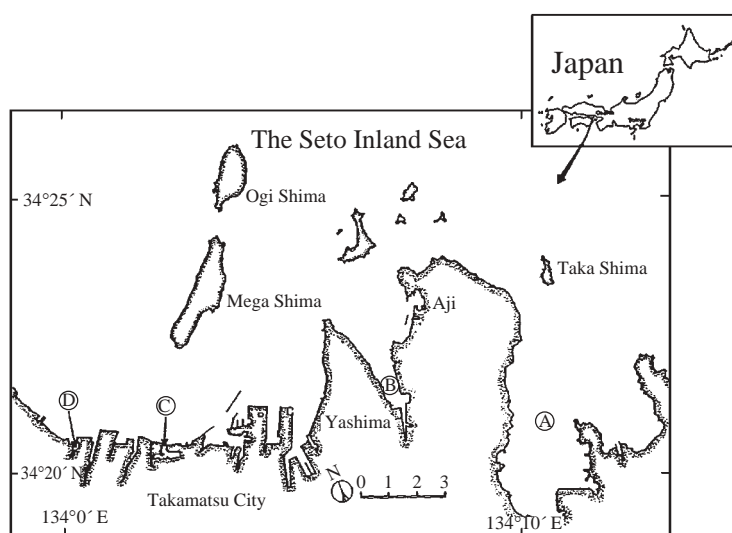 Japan
The Seto Inland Sea
34°25´ N
Ogi Shima
Taka Shima
Mega Shima
Aji
B
D
C
A
Yashima
34°20´ N
N
0 1 2 3
Takamatsu City
134°0´ E
134°10´ E